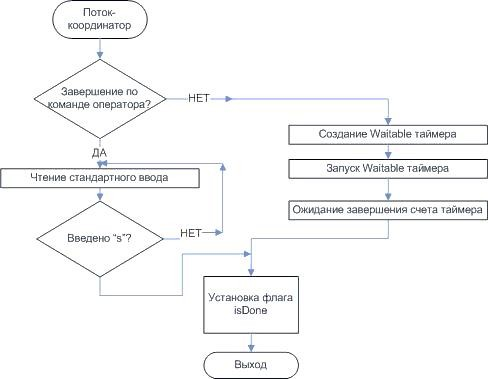 Поток-
координатор
Завершение по
команде оператора?
НЕТ
Создание Waitable таймера
ДА
Запуск Waitable таймера
Чтение стандартного ввода
Ожидание завершения счета таймера
Введено “s”?
НЕТ
Установка флага
isDone
Выход